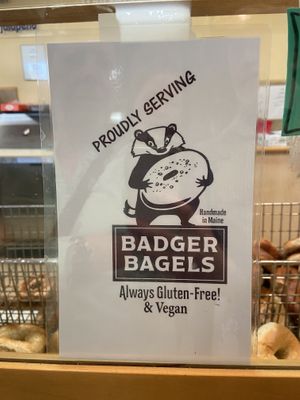 PROUDLY SERVING
Handmade
in Maine
BADGER
BAGELS
Always Gluten-Free!
& Vegan